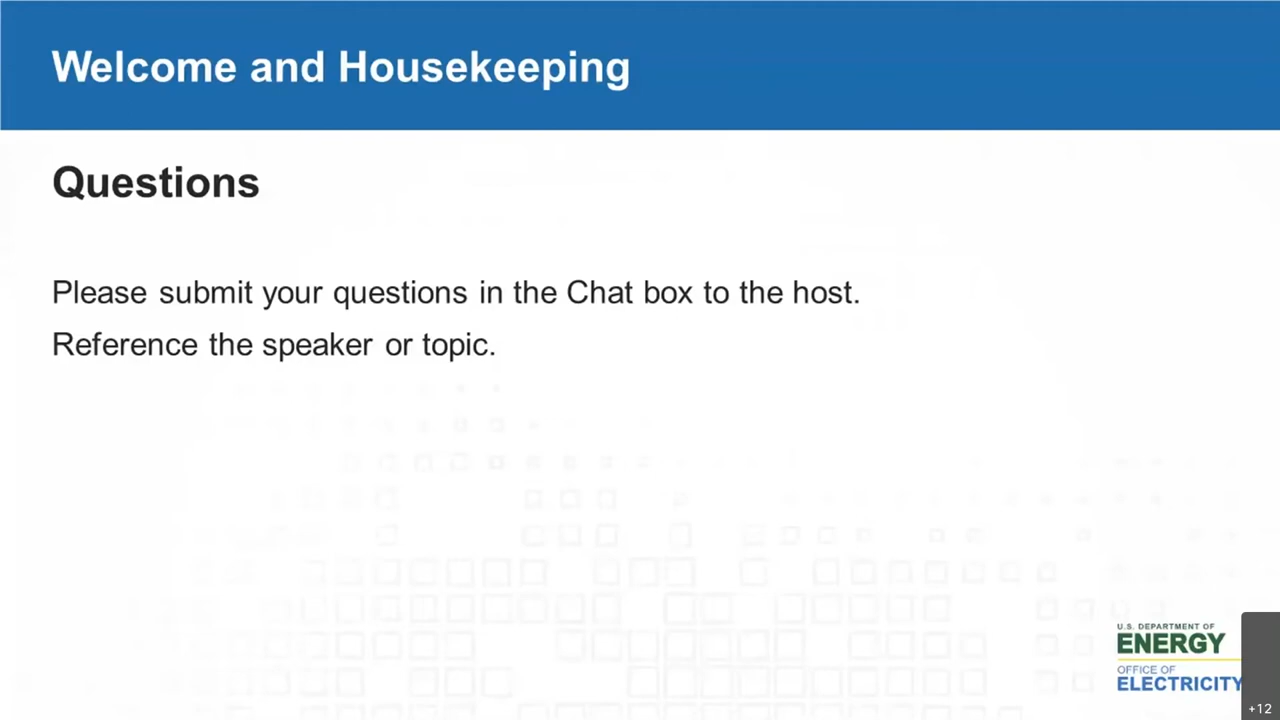 Welcome and Housekeeping
Questions
Please submit your questions in the Chat box to the host.
Reference the speaker or topic.
U.S. DEPARTMENT OF
ENERGY
OFFICE OF
ELECTRICITY
+12